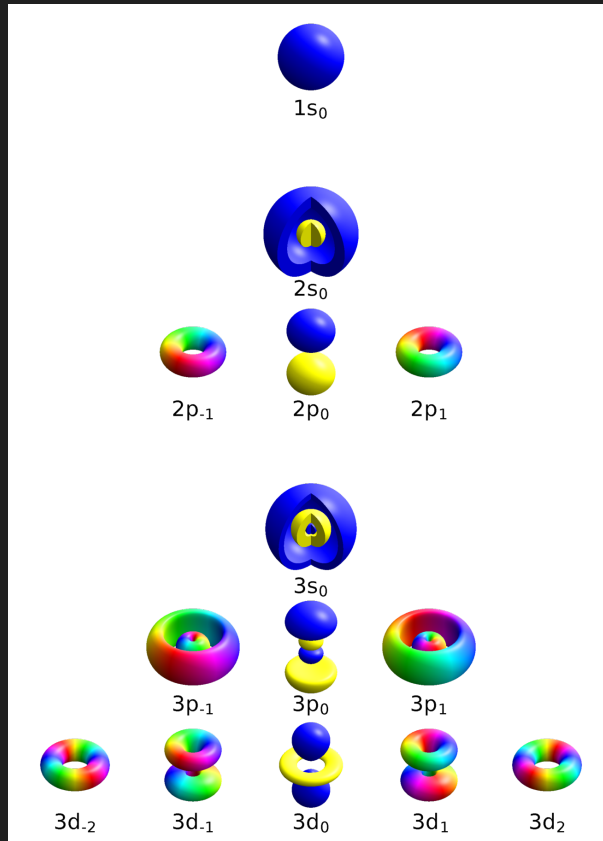 1s₀
2s₀
2p₋₁ 2p₀ 2p₁
3s₀
3p₋₁ 3p₀ 3p₁
3d₋₂ 3d₋₁ 3d₀ 3d₁ 3d₂